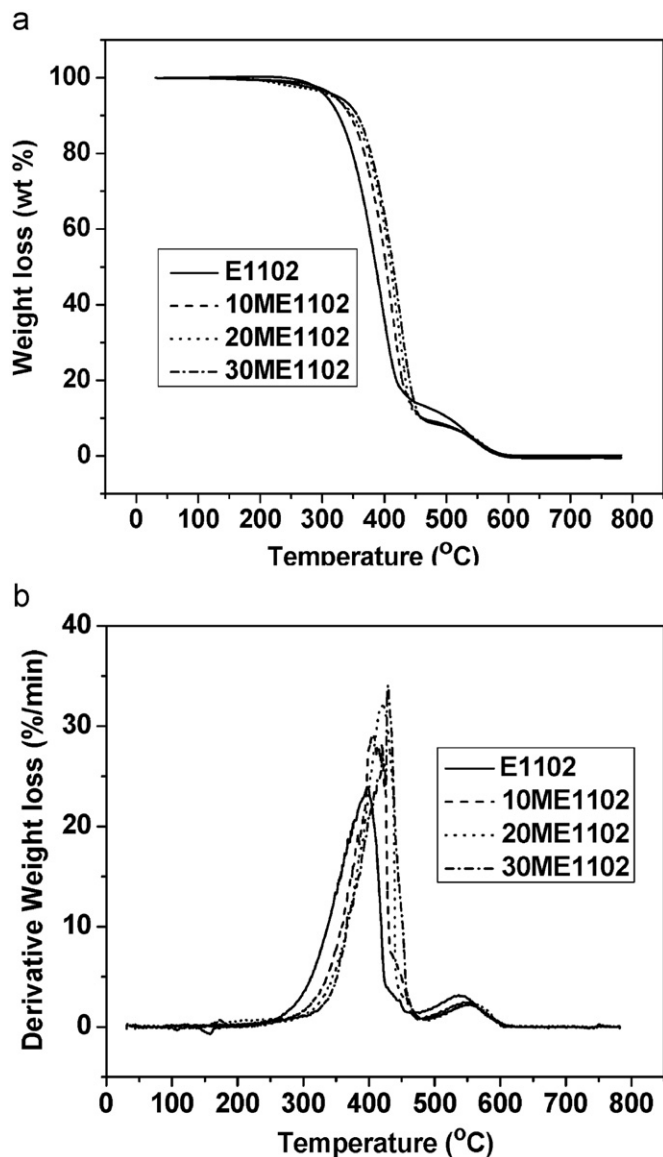 a
100
80
60
40
20
0
Weight loss (wt %)
E1102
10ME1102
20ME1102
30ME1102
0 100 200 300 400 500 600 700 800
Temperature (°C)
b
40
30
20
10
0
Derivative Weight loss (%/min)
E1102
10ME1102
20ME1102
30ME1102
0 100 200 300 400 500 600 700 800
Temperature (°C)